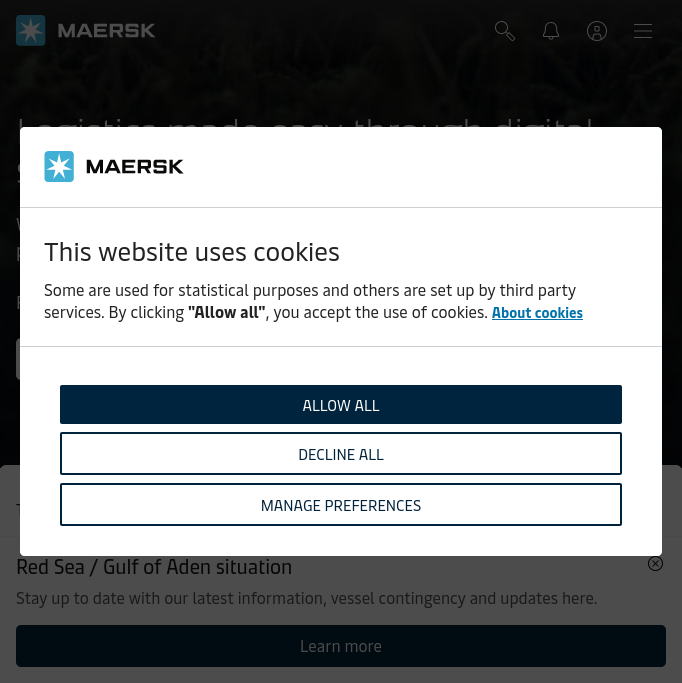 MAERSK
Logistics made easy through digital
MAERSK
This website uses cookies
Some are used for statistical purposes and others are set up by third party
services. By clicking "Allow all", you accept the use of cookies. About cookies
ALLOW ALL
DECLINE ALL
MANAGE PREFERENCES
Red Sea / Gulf of Aden situation
Stay up to date with our latest information, vessel contingency and updates here.
Learn more